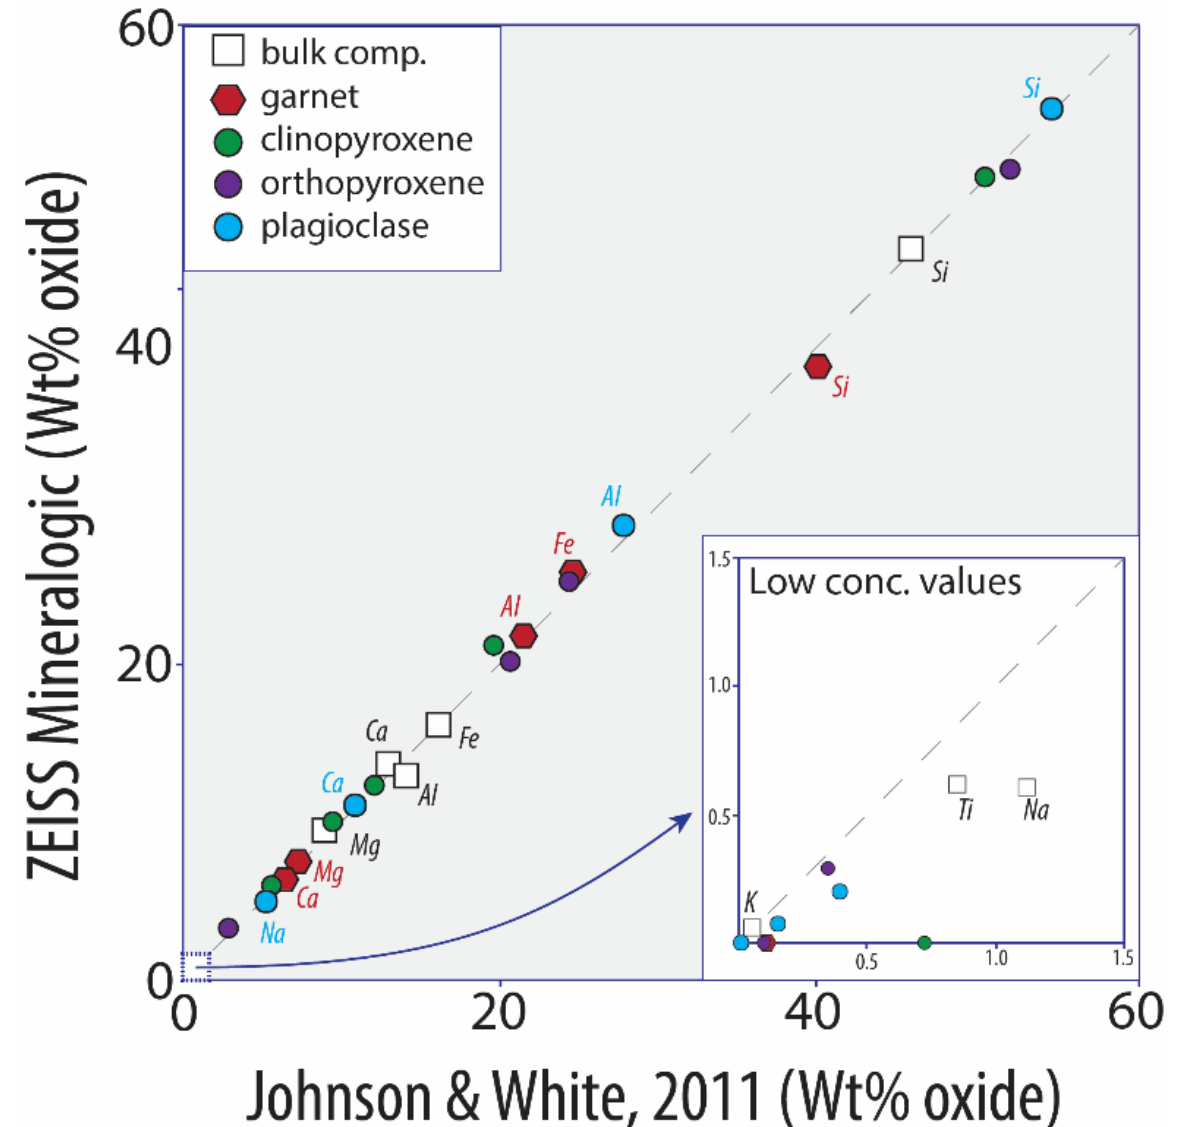 60
bulk comp.
garnet
clinopyroxene
orthopyroxene
plagioclase
Si
Si
40
Si
Al
Fe
Al
20
Ca
Fe
Ca
Al
Mg
Mg
Ca
Na
0
0
20
40
60
Low conc. values
1.5
1.0
0.5
Ti
Na
K
0.5
1.0
1.5
ZEISS Mineralogic (Wt% oxide)
Johnson & White, 2011 (Wt% oxide)